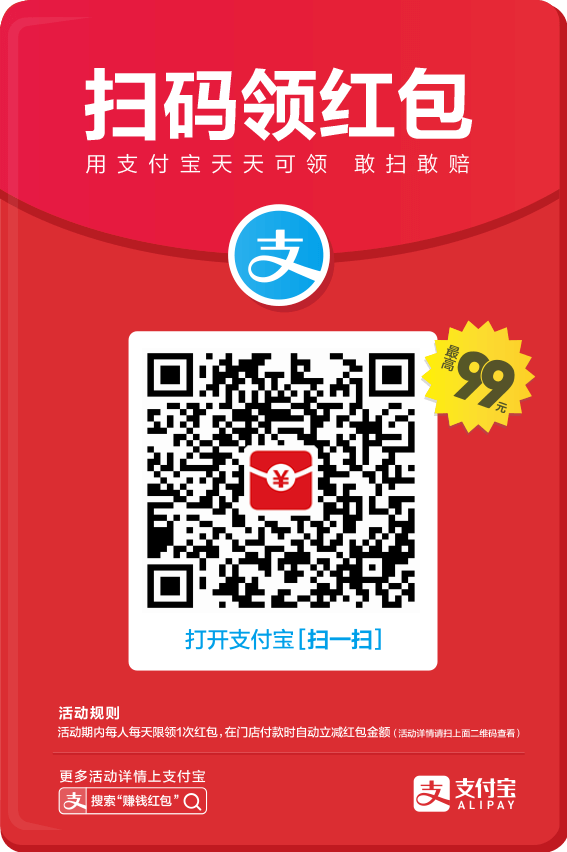 扫码领红包
用支付宝天天可领 敢扫敢赔
支
最高
99元
¥
打开支付宝[扫一扫]
活动规则
活动期内每人每天限领1次红包，在门店付款时自动立减红包金额（活动详情请扫上面二维码查看）
更多活动详情上支付宝
支 搜索“赚钱红包”
支 支付宝
ALIPAY